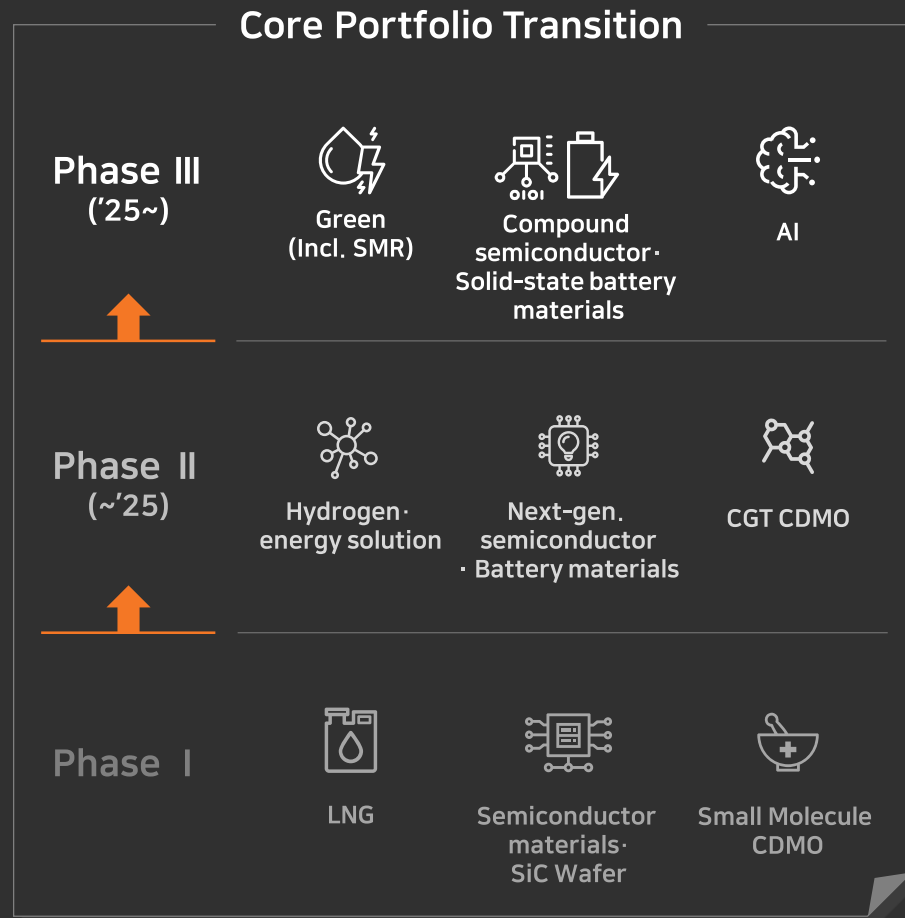 Core Portfolio Transition
Phase III
('25~)
Green
(Incl. SMR)
0101
Compound
semiconductor·
Solid-state battery
materials
AI
Phase II
(~'25)
Hydrogen·
energy solution
Next-gen.
semiconductor
· Battery materials
CGT CDMO
Phase I
LNG
Semiconductor
materials·
SiC Wafer
Small Molecule
CDMO